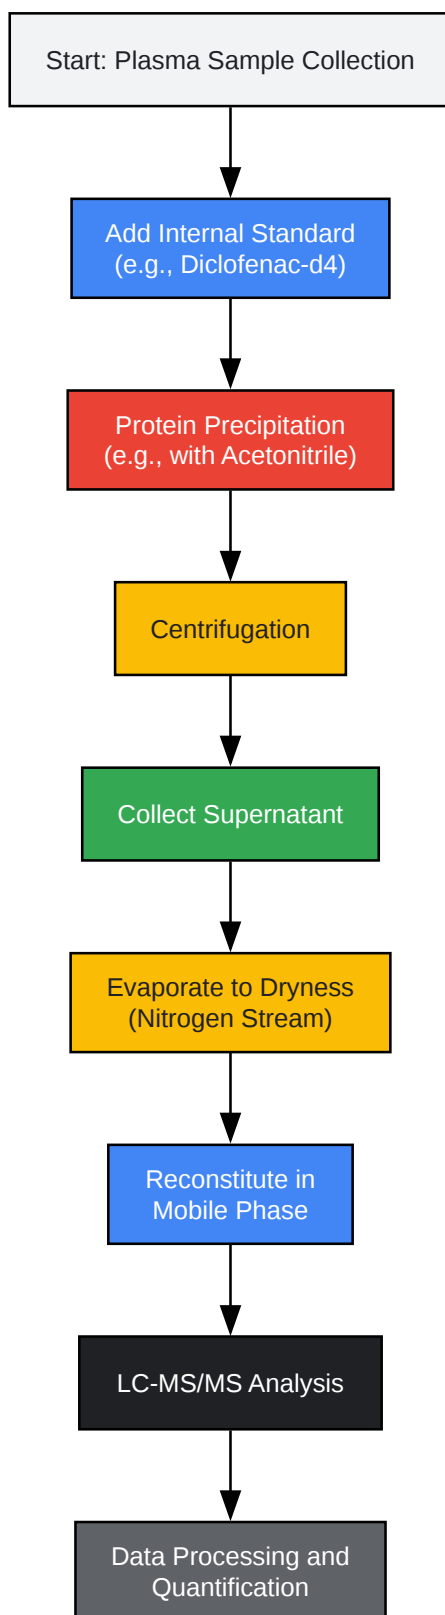 Start: Plasma Sample Collection
Add Internal Standard
(e.g., Diclofenac-d4)
Protein Precipitation
(e.g., with Acetonitrile)
Centrifugation
Collect Supernatant
Evaporate to Dryness
(Nitrogen Stream)
Reconstitute in
Mobile Phase
LC-MS/MS Analysis
Data Processing and
Quantification